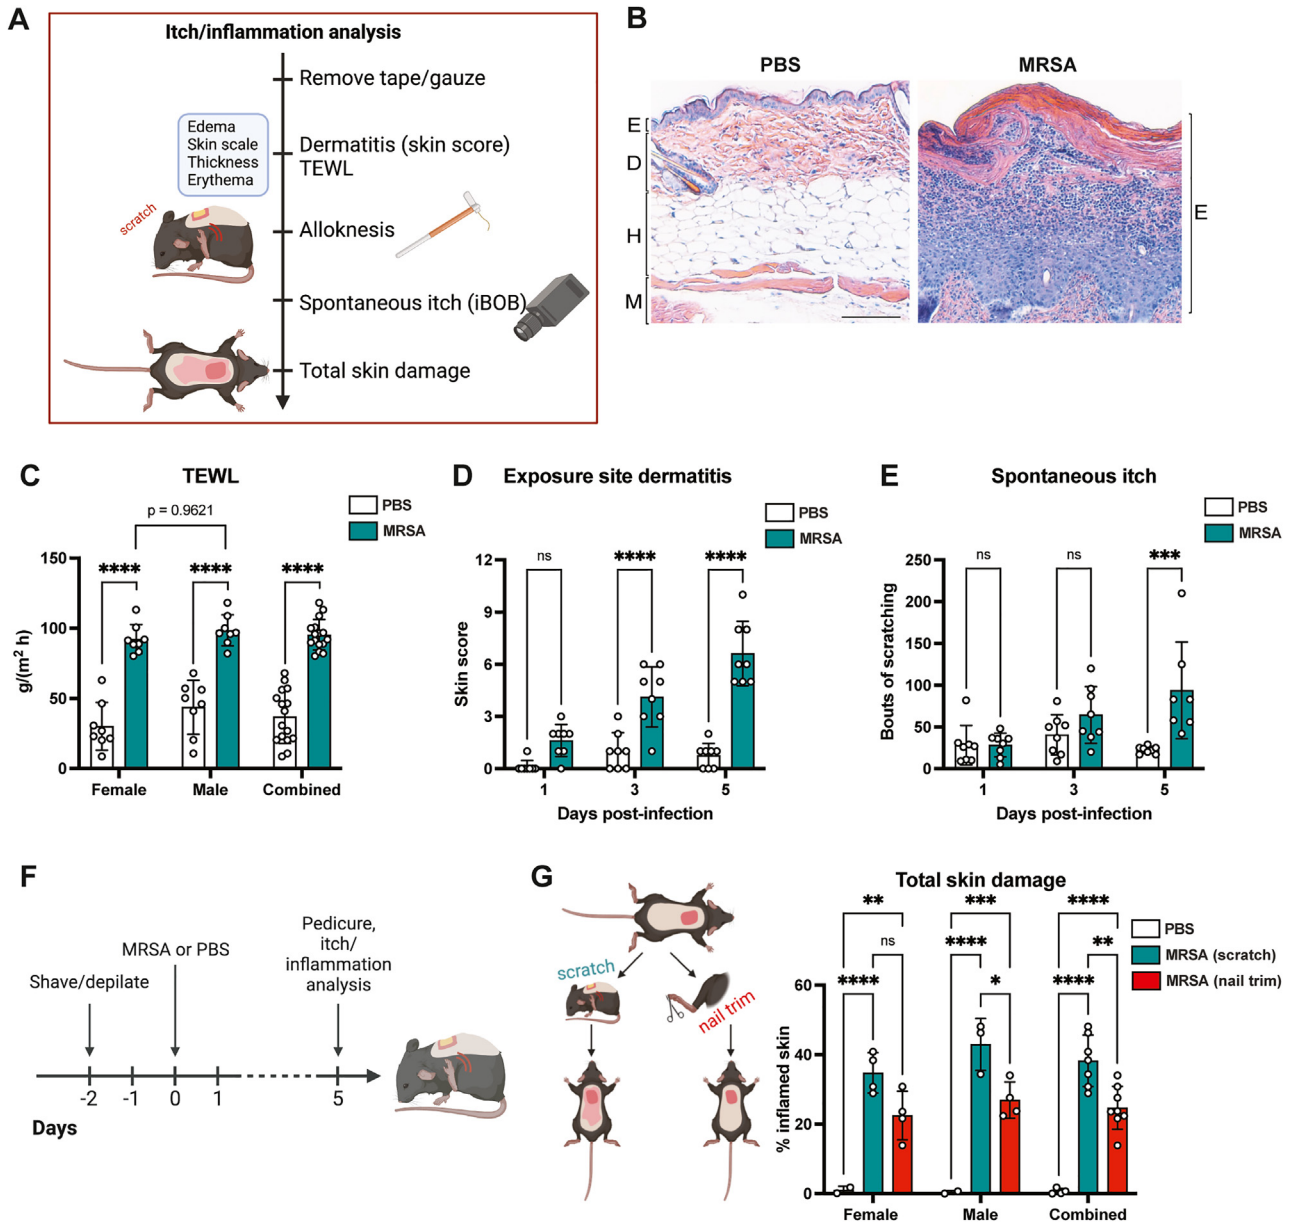 A
Itch/inflammation analysis
Remove tape/gauze
Edema
Skin scale
Thickness
Erythema
Dermatitis (skin score)
TEWL
scratch
Alloknesis
Spontaneous itch (iBOB)
Total skin damage
B
PBS
MRSA
E
D
H
M
E
C
TEWL
PBS
MRSA
p = 0.9621
****
****
****
g/(m² h)
150
100
50
0
Female
Male
Combined
D
Exposure site dermatitis
PBS
MRSA
ns
****
****
Skin score
12
9
6
3
0
1
3
5
Days post-infection
E
Spontaneous itch
PBS
MRSA
ns
ns
***
Bouts of scratching
250
200
150
100
50
0
1
3
5
Days post-infection
F
MRSA or PBS
Shave/depilate
Pedicure,
itch/
inflammation
analysis
-2
-1
0
1
5
Days
G
scratch
nail trim
Total skin damage
PBS
MRSA (scratch)
MRSA (nail trim)
**
***
****
ns
****
**
****
*
****
% inflamed skin
60
40
20
0
Female
Male
Combined